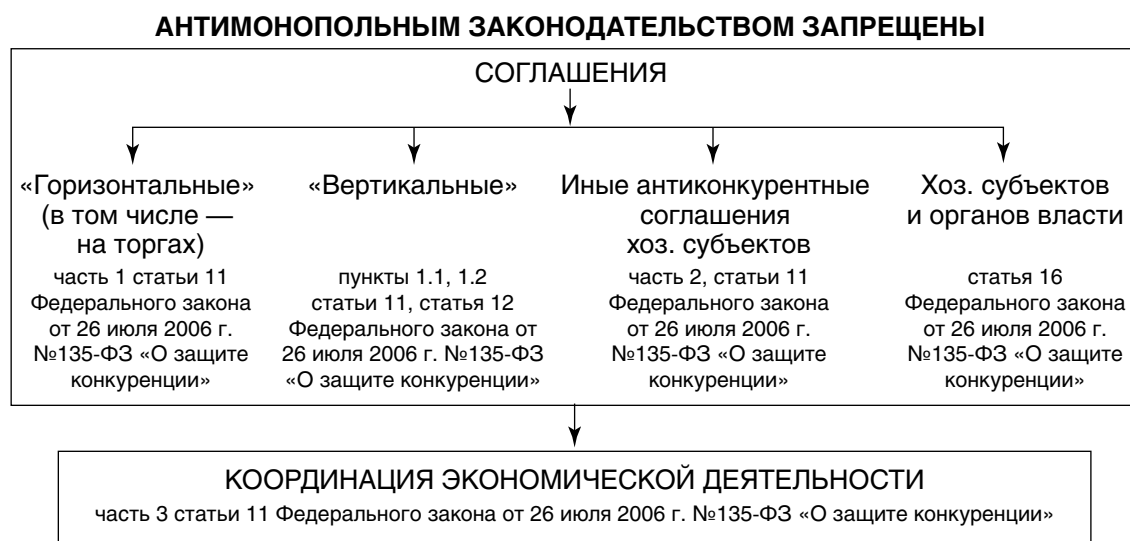 АНТИМОНОПОЛЬНЫМ ЗАКОНОДАТЕЛЬСТВОМ ЗАПРЕЩЕНЫ
СОГЛАШЕНИЯ
«Горизонтальные»
(в том числе —
на торгах)
часть 1 статьи 11
Федерального закона
от 26 июля 2006 г.
№135-ФЗ «О защите
конкуренции»
«Вертикальные»
пункты 1.1, 1.2
статьи 11, статья 12
Федерального закона от
26 июля 2006 г. №135-ФЗ
«О защите конкуренции»
Иные антиконкурентные
соглашения
хоз. субъектов
часть 2, статьи 11
Федерального закона
от 26 июля 2006 г.
№135-ФЗ «О защите
конкуренции»
Хоз. субъектов
и органов власти
статья 16
Федерального закона
от 26 июля 2006 г.
№135-ФЗ «О защите
конкуренции»
КООРДИНАЦИЯ ЭКОНОМИЧЕСКОЙ ДЕЯТЕЛЬНОСТИ
часть 3 статьи 11 Федерального закона от 26 июля 2006 г. №135-ФЗ «О защите конкуренции»